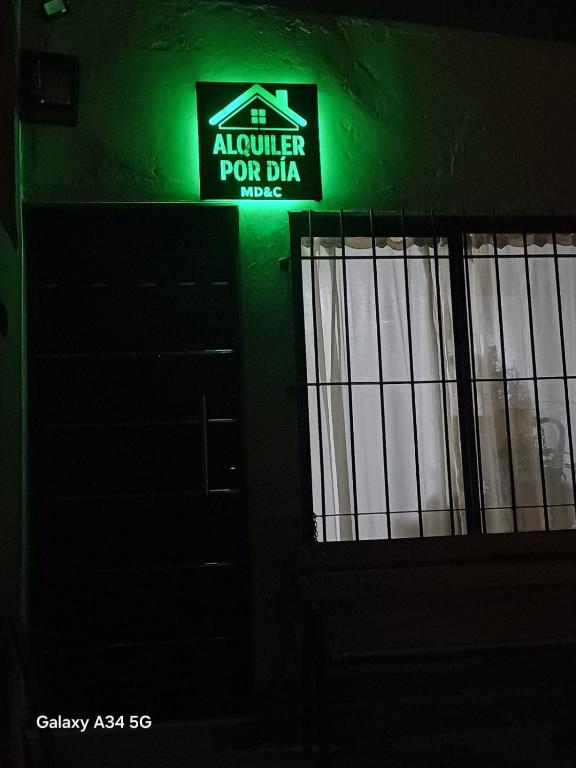 ALQUILER
POR DÍA
MD&C
Galaxy A34 5G